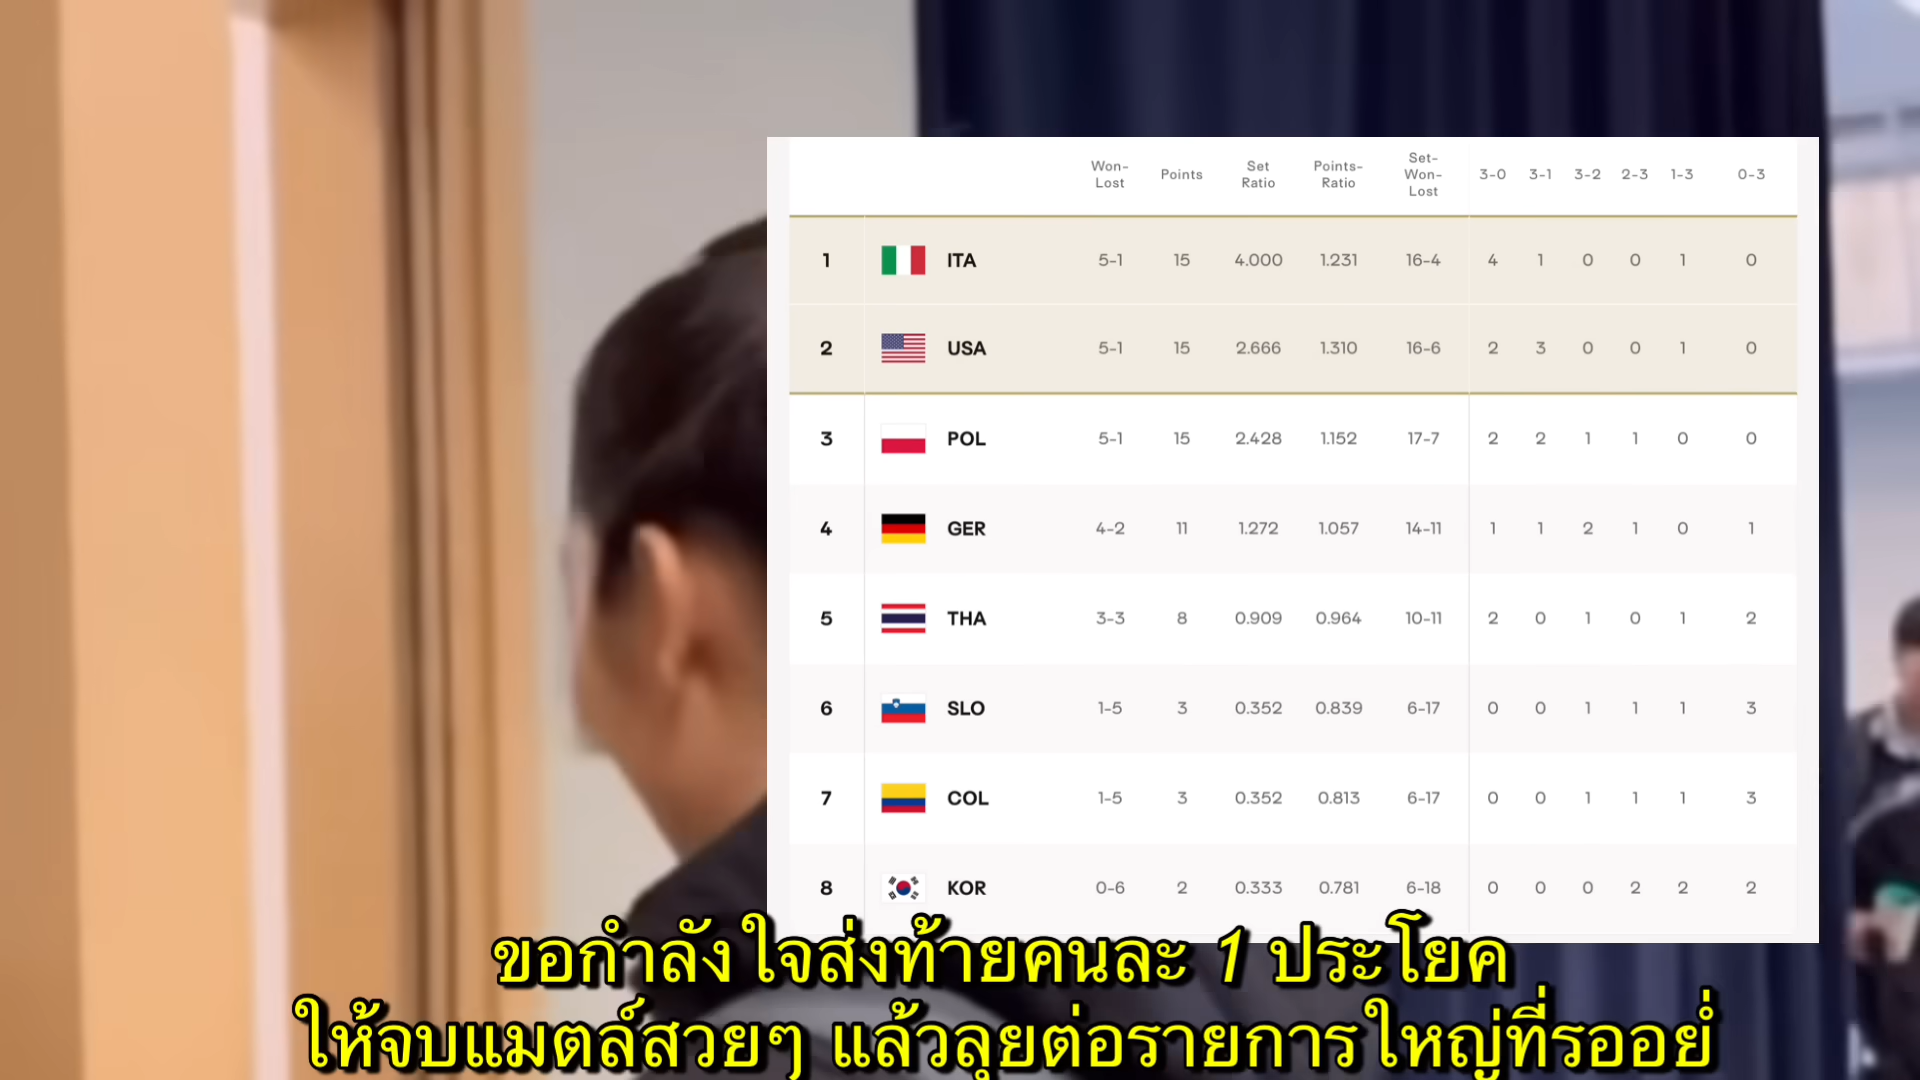 Won-Lost Points Set Ratio Points-Ratio Set-Won-Lost 3-0 3-1 3-2 2-3 1-3 0-3
1 ITA 5-1 15 4.000 1.231 16-4 4 1 0 0 1 0
2 USA 5-1 15 2.666 1.310 16-6 2 3 0 0 1 0
3 POL 5-1 15 2.428 1.152 17-7 2 2 1 1 0 0
4 GER 4-2 11 1.272 1.057 14-11 1 1 2 1 0 1
5 THA 3-3 8 0.909 0.964 10-11 2 0 1 0 1 2
6 SLO 1-5 3 0.352 0.839 6-17 0 0 1 1 1 3
7 COL 1-5 3 0.352 0.813 6-17 0 0 1 1 1 3
8 KOR 0-6 2 0.333 0.781 6-18 0 0 0 2 2 2
ขอกำลังใจส่งท้ายคนละ 1 ประโยค
ให้จบแมตล์สวยๆ แล้วลุยต่อรายการใหญ่ที่รออยู่